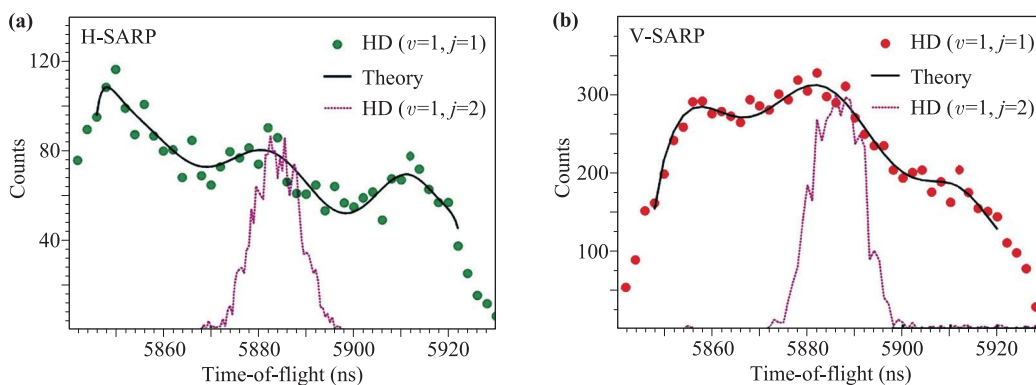 (a)
H-SARP
HD (v=1, j=1)
Theory
HD (v=1, j=2)
120
80
40
Counts
5860
5880
5900
5920
Time-of-flight (ns)
(b)
V-SARP
HD (v=1, j=1)
Theory
HD (v=1, j=2)
300
200
100
Counts
5860
5880
5900
5920
Time-of-flight (ns)